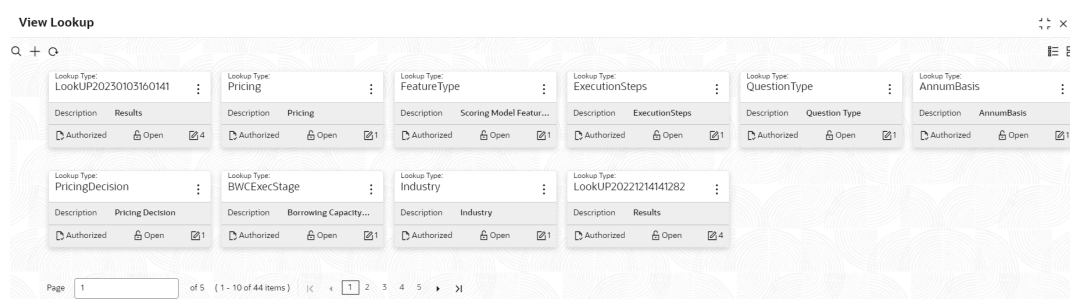 View Lookup
Lookup Type: Lookup Type: Lookup Type: Lookup Type: Lookup Type: Lookup Type:
LookUP20230103160141 Pricing FeatureType ExecutionSteps QuestionType AnnumBasis
Description Results Description Pricing Description Scoring Model Featur... Description ExecutionSteps Description Question Type Description AnnumBasis
Authorized Open 4 Authorized Open 1 Authorized Open 1 Authorized Open 1 Authorized Open 1 Authorized Open 1
Lookup Type: Lookup Type: Lookup Type: Lookup Type:
PricingDecision BWCExecStage Industry LookUP20221214141282
Description Pricing Decision Description Borrowing Capacity... Description Industry Description Results
Authorized Open 1 Authorized Open 1 Authorized Open 1 Authorized Open 4
Page 1 of 5 (1 - 10 of 44 items) 1 2 3 4 5